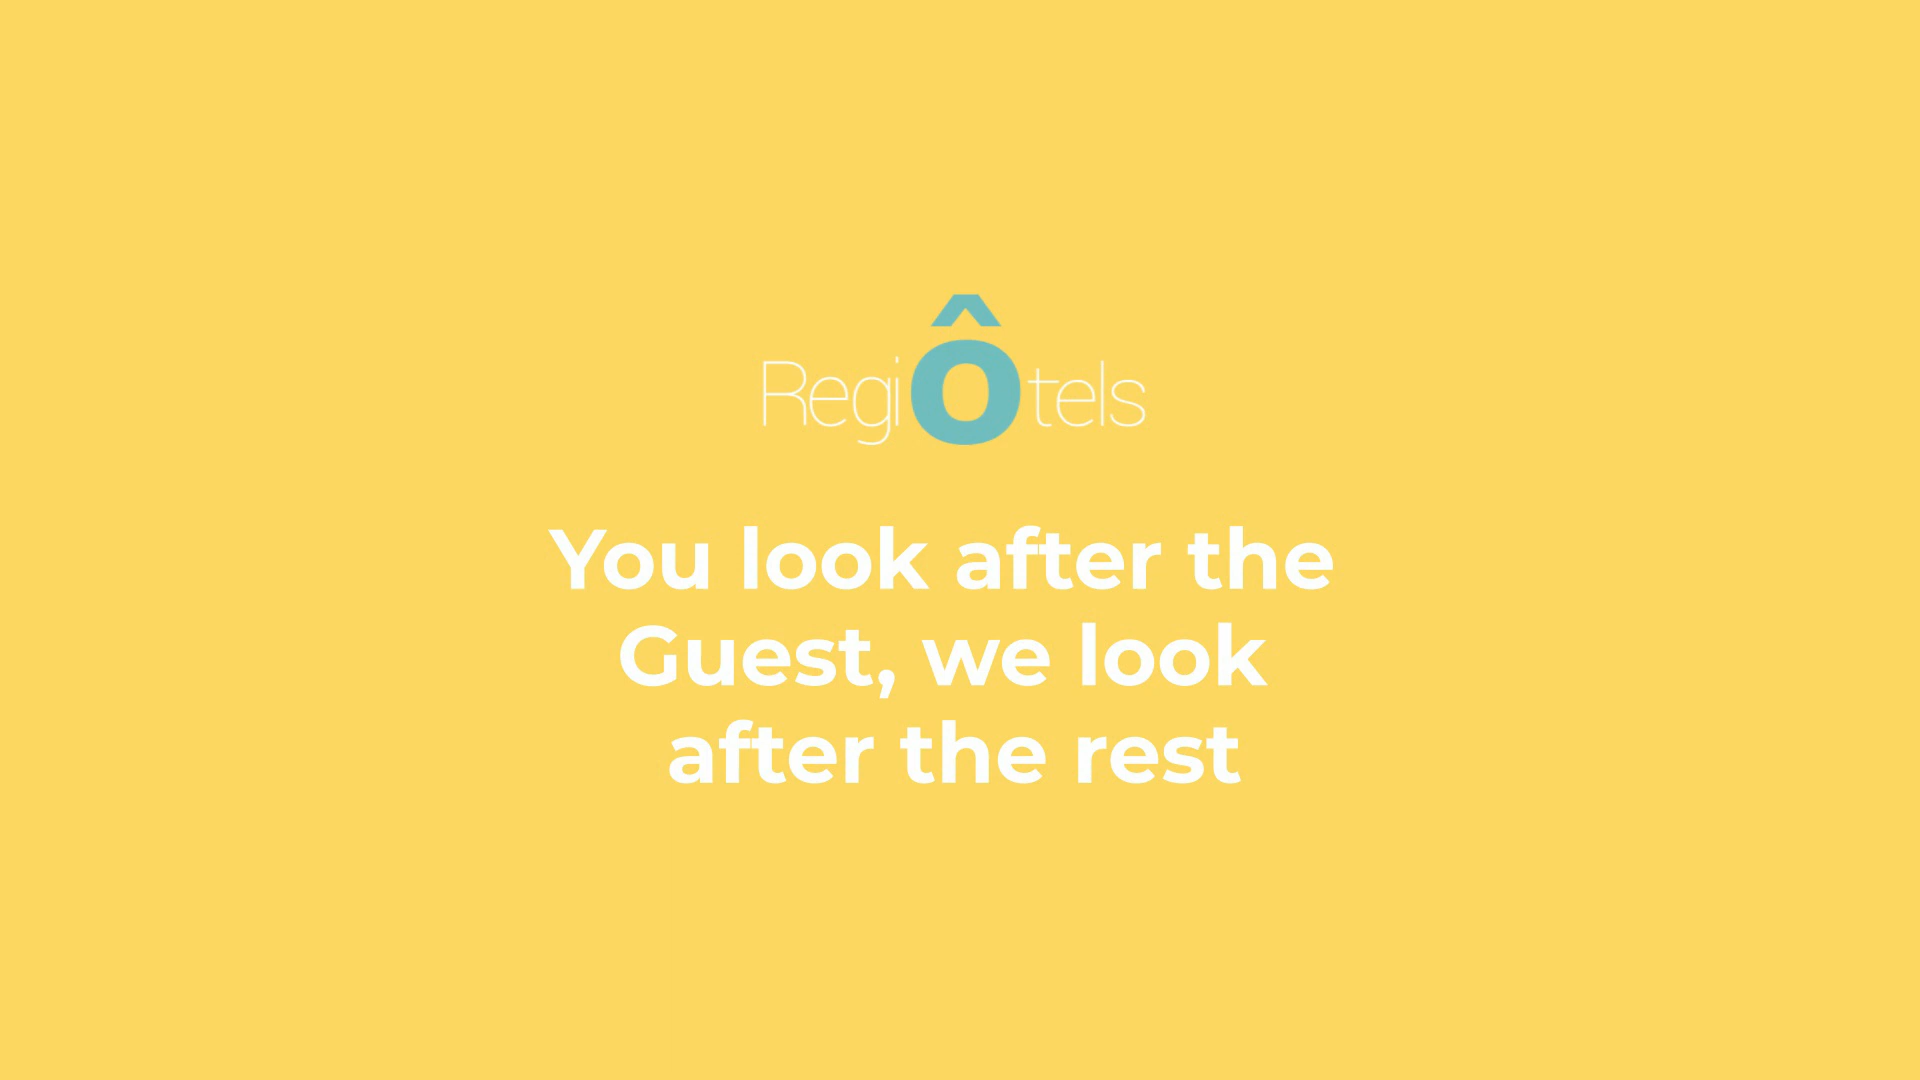 Regiôtels
You look after the
Guest, we look
after the rest